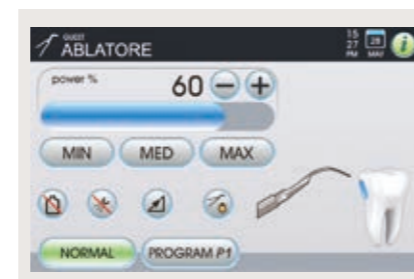 GUEST
ABLATORE
15
27
PM
28
MAY
i
power %
60
MIN
MED
MAX
NORMAL
PROGRAM P1